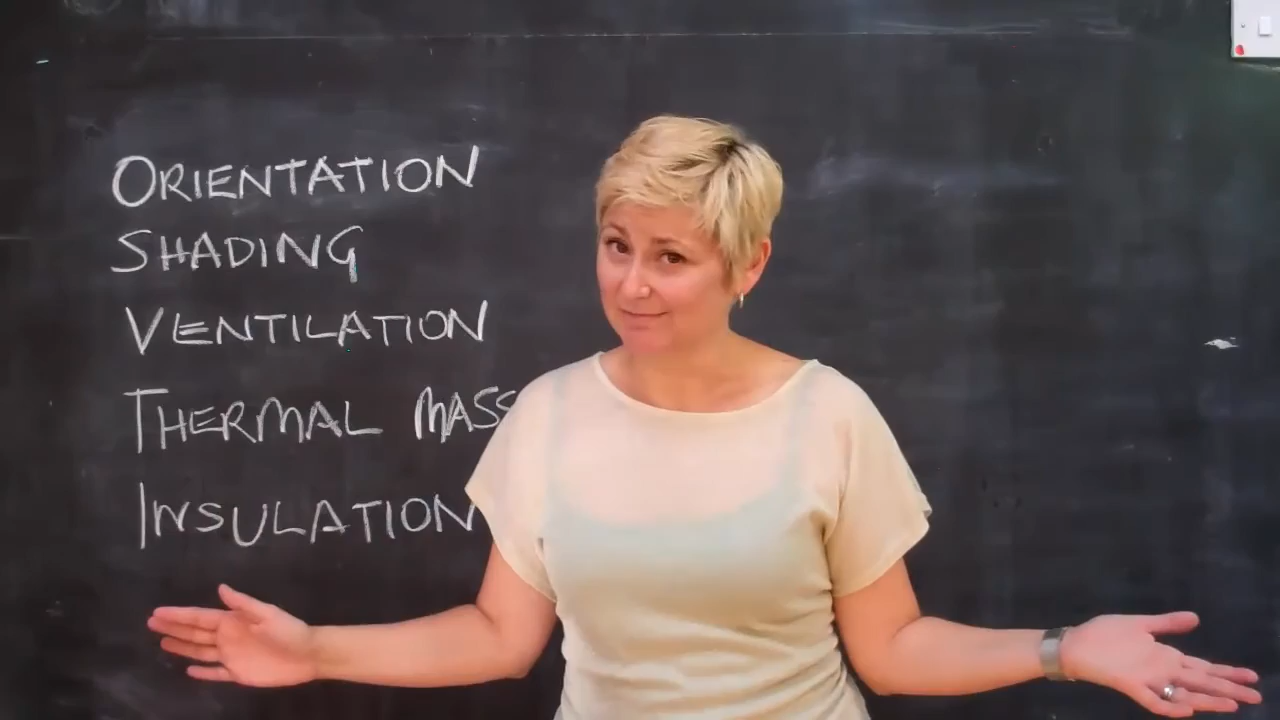 ORIENTATION
SHADING
VENTILATION
THERMAL MASS
INSULATION